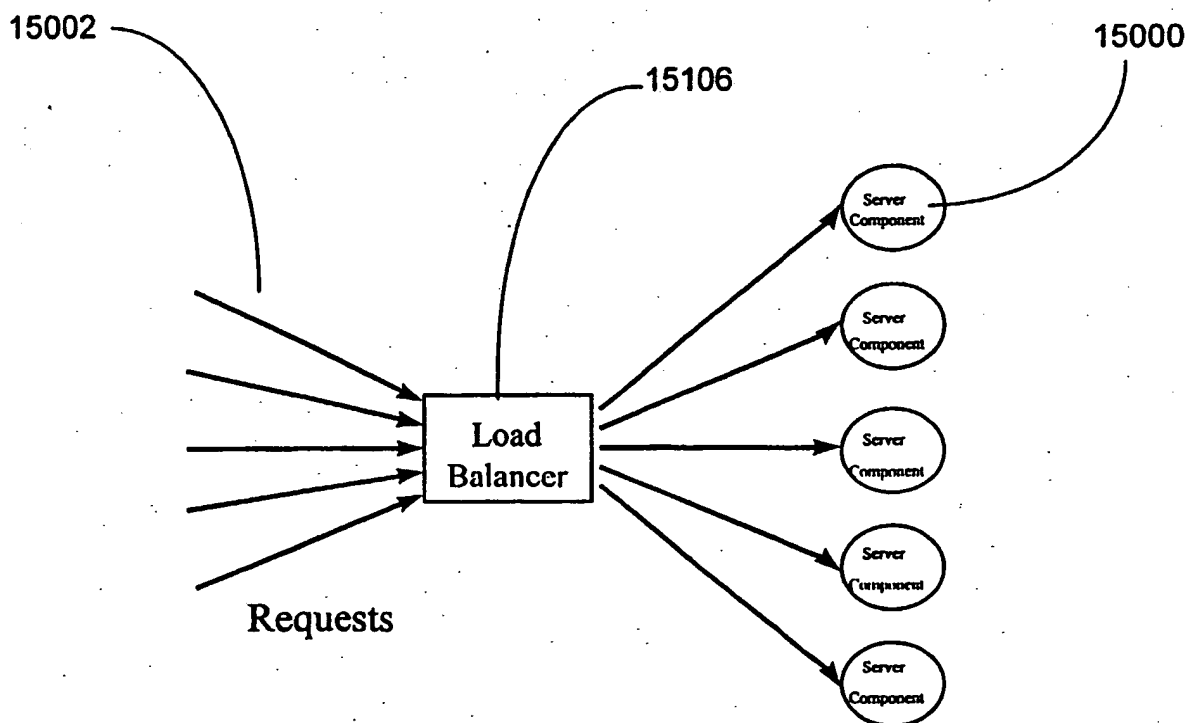 15002
15106
15000
Server
Component
Server
Component
Load
Balancer
Server
Component
Server
Component
Requests
Server
Component